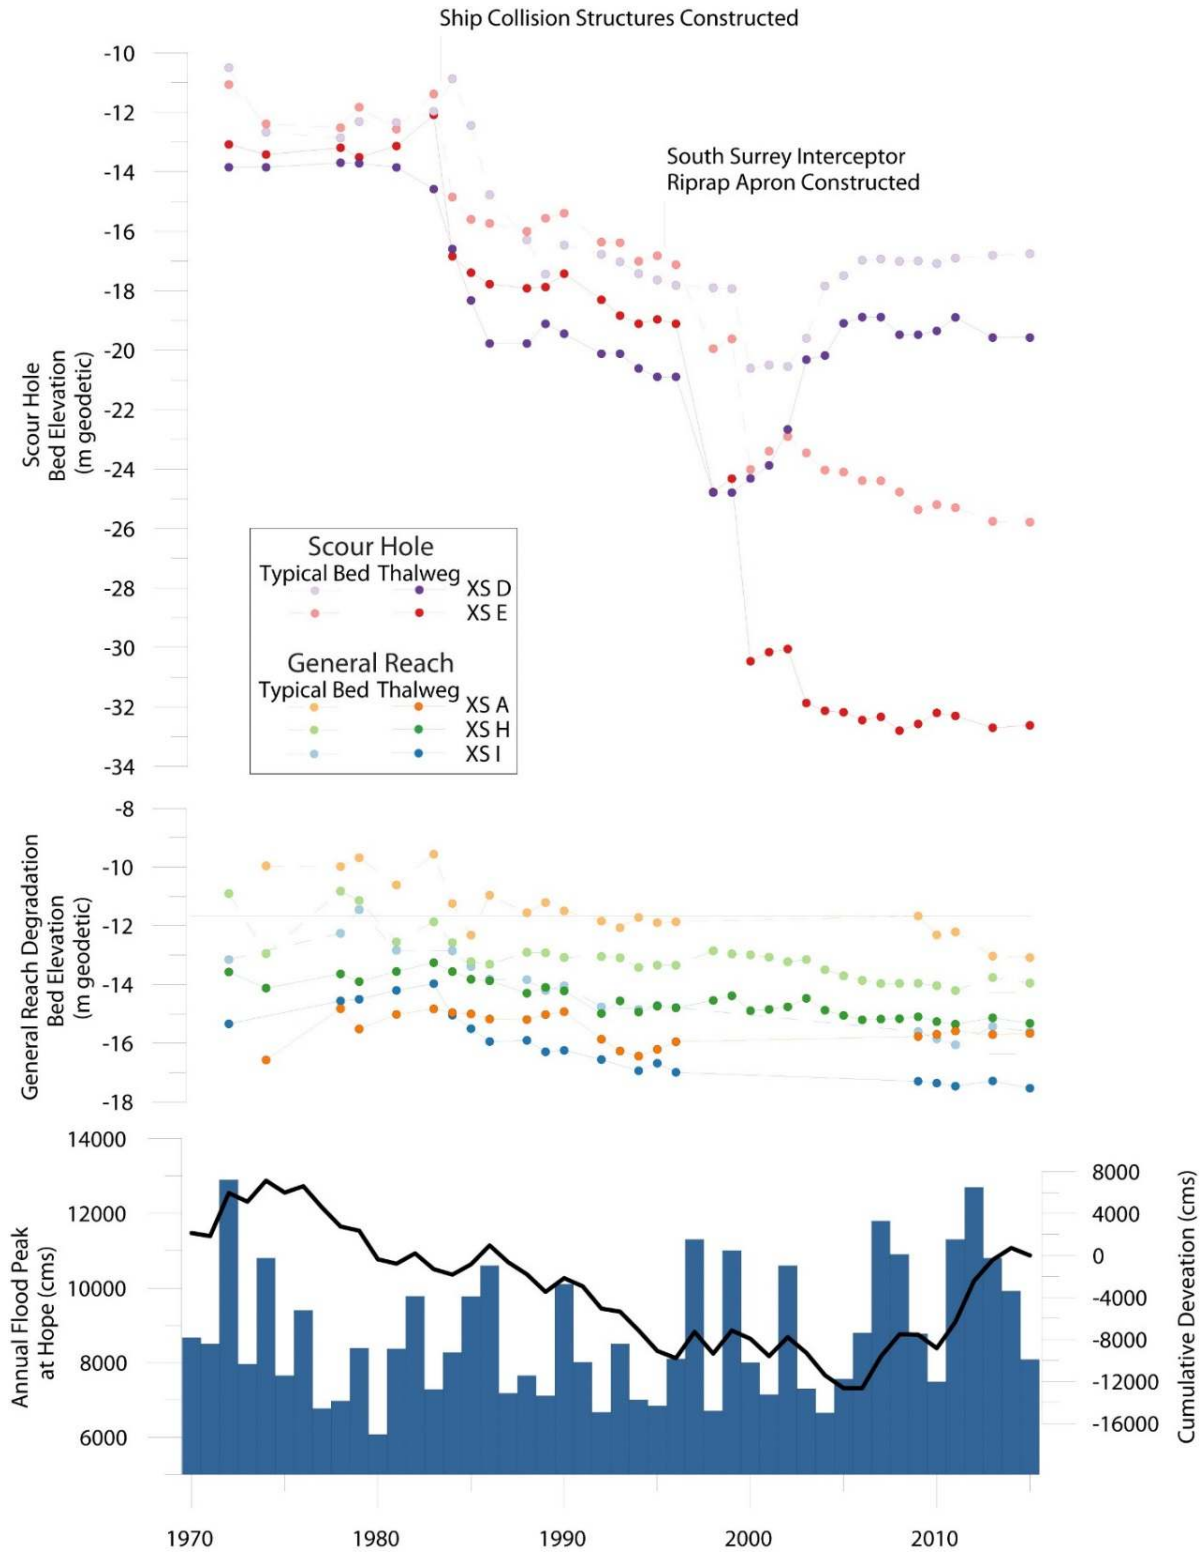 Ship Collision Structures Constructed
-10
-12
-14
-16
-18
-20
-22
-24
-26
-28
-30
-32
-34
Scour Hole
Bed Elevation
(m geodetic)
South Surrey Interceptor
Riprap Apron Constructed
Scour Hole
Typical Bed Thalweg
XS D
XS E
General Reach
Typical Bed Thalweg
XS A
XS H
XS I
-8
-10
-12
-14
-16
-18
General Reach Degradation
Bed Elevation
(m geodetic)
14000
12000
10000
8000
6000
Annual Flood Peak
at Hope (cms)
8000
4000
0
-4000
-8000
-12000
-16000
Cumulative Deveation (cms)
1970 1980 1990 2000 2010